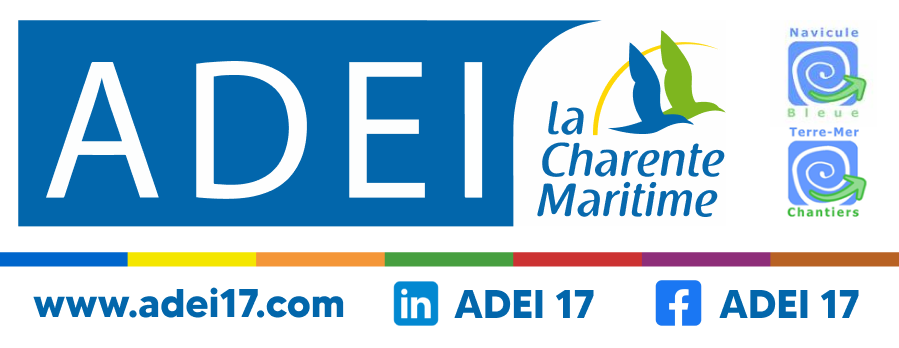 ADEI
la
Charente
Maritime
Navicule
Bleue
Terre-Mer
Chantiers
www.adei17.com
in ADEI 17
f ADEI 17